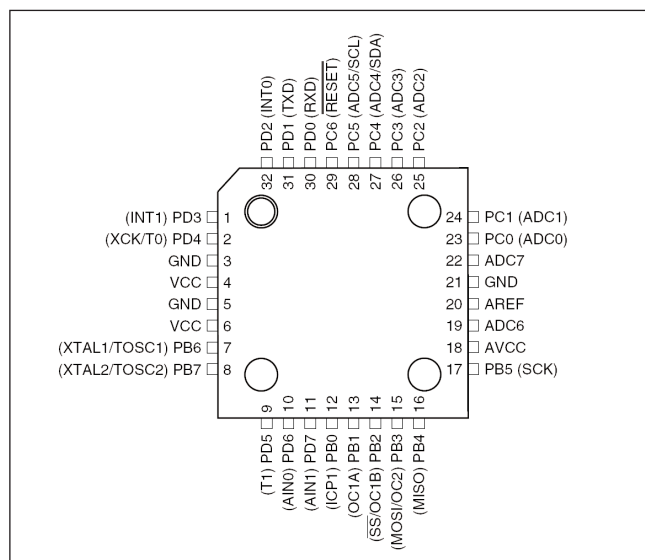 PD2 (INT0)
PD1 (TXD)
PD0 (RXD)
PC6 (RESET)
PC5 (ADC5/SCL)
PC4 (ADC4/SDA)
PC3 (ADC3)
PC2 (ADC2)
32
31
30
29
28
27
26
25
(INT1) PD3 1
(XCK/T0) PD4 2
GND 3
VCC 4
GND 5
VCC 6
(XTAL1/TOSC1) PB6 7
(XTAL2/TOSC2) PB7 8
24 PC1 (ADC1)
23 PC0 (ADC0)
22 ADC7
21 GND
20 AREF
19 ADC6
18 AVCC
17 PB5 (SCK)
9
10
11
12
13
14
15
16
(T1) PD5
(AIN0) PD6
(AIN1) PD7
(ICP1) PB0
(OC1A) PB1
(SS/OC1B) PB2
(MOSI/OC2) PB3
(MISO) PB4